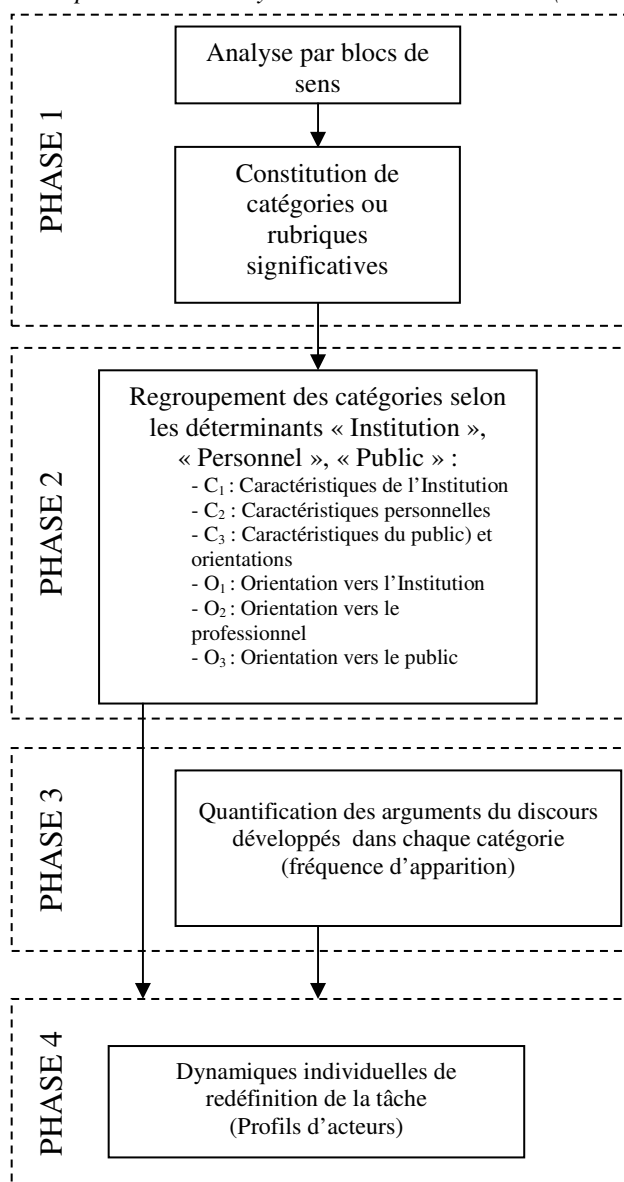 PHASE 1
Analyse par blocs de
sens
Constitution de
catégories ou
rubriques
significatives
PHASE 2
Regroupement des catégories selon
les déterminants « Institution »,
« Personnel », « Public » :
- C₁ : Caractéristiques de l’Institution
- C₂ : Caractéristiques personnelles
- C₃ : Caractéristiques du public) et
orientations
- O₁ : Orientation vers l’Institution
- O₂ : Orientation vers le
professionnel
- O₃ : Orientation vers le public
PHASE 3
Quantification des arguments du discours
développés dans chaque catégorie
(fréquence d’apparition)
PHASE 4
Dynamiques individuelles de
redéfinition de la tâche
(Profils d’acteurs)